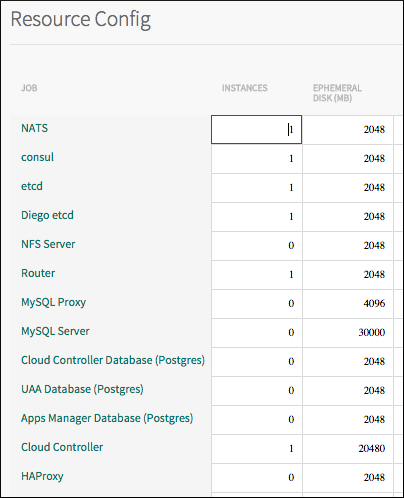 Resource Config
JOB INSTANCES EPHEMERAL
DISK (MB)
NATS 1 2048
consul 1 2048
etcd 1 2048
Diego etcd 1 2048
NFS Server 0 2048
Router 1 2048
MySQL Proxy 0 4096
MySQL Server 0 30000
Cloud Controller Database (Postgres) 0 2048
UAA Database (Postgres) 0 2048
Apps Manager Database (Postgres) 0 2048
Cloud Controller 1 20480
HAProxy 0 2048